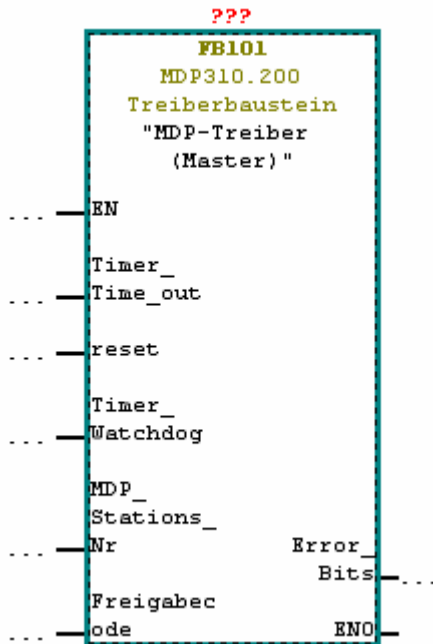 ???
FB101
MDP310.200
Treiberbaustein
"MDP-Treiber
(Master)"
... EN
Timer_
... Time_out
... reset
Timer_
... Watchdog
MDP_
Stations_
... Nr Error_
Bits ...
Freigabec
... ode ENO